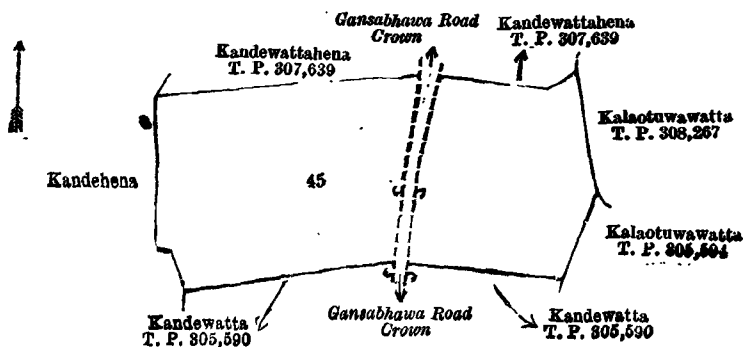 Gansabhawa Road
Crown
Kandewattahena
T. P. 307,639
Kandewattahena
T. P. 307,639
Kalaotuwawatta
T. P. 308,267
Kandehena
45
Kalaotuwawatta
T. P. 305,594
Kandewatta
T. P. 305,590
Gansabhawa Road
Crown
Kandewatta
T. P. 305,590